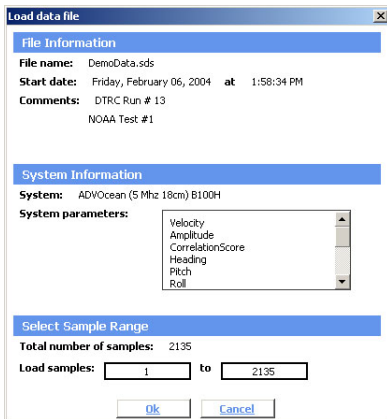 Load data file
File Information
File name: DemoData.sds
Start date: Friday, February 06, 2004 at 1:58:34 PM
Comments: DTRC Run # 13
NOAA Test #1
System Information
System: ADVOcean (5 Mhz 18cm) B100H
System parameters:
Velocity
Amplitude
CorrelationScore
Heading
Pitch
Roll
Select Sample Range
Total number of samples: 2135
Load samples: 1 to 2135
Ok Cancel